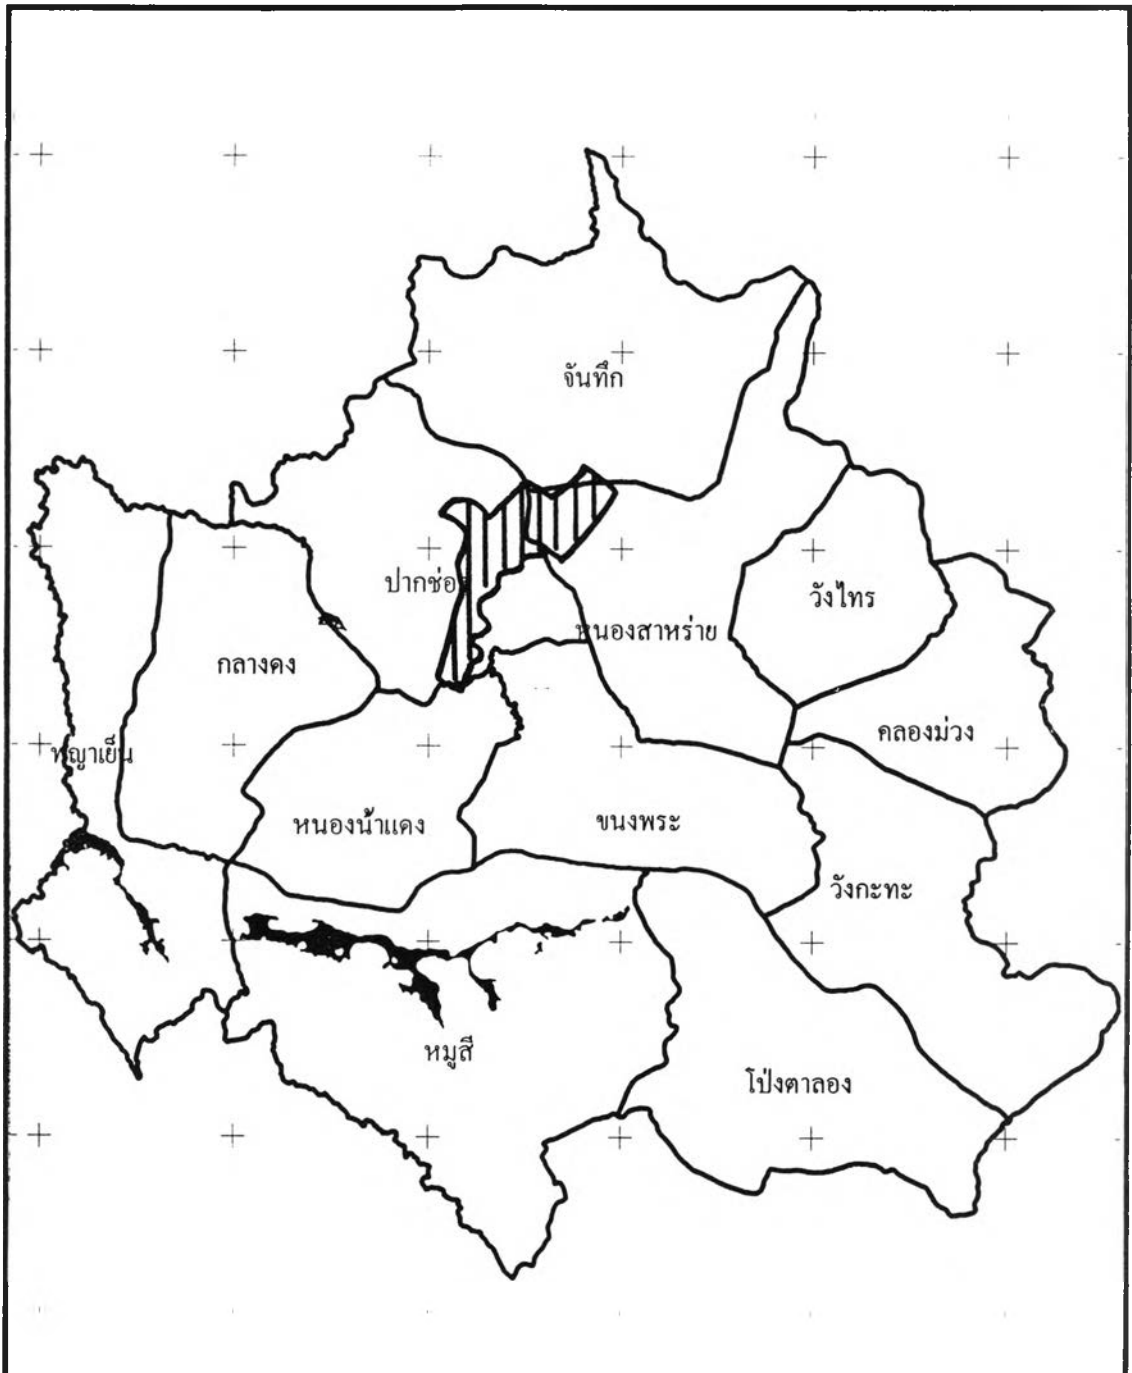 จันทึก
ปากช่อง
วังไทร
หนองสาหร่าย
กลางดง
คลองม่วง
พญาเย็น
หนองน้ำแดง
ขนงพระ
วังกะทะ
หมูสี
โป่งตาลอง